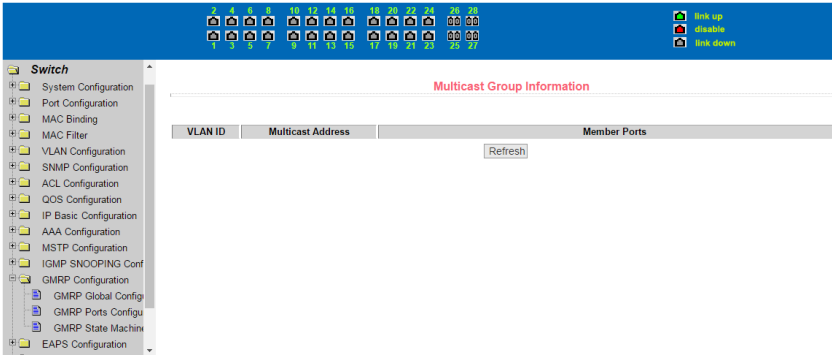 2 4 6 8 10 12 14 16 18 20 22 24 26 28
1 3 5 7 9 11 13 15 17 19 21 23 25 27
link up
disable
link down
Switch
System Configuration
Port Configuration
MAC Binding
MAC Filter
VLAN Configuration
SNMP Configuration
ACL Configuration
QOS Configuration
IP Basic Configuration
AAA Configuration
MSTP Configuration
IGMP SNOOPING Conf
GMRP Configuration
GMRP Global Configu
GMRP Ports Configu
GMRP State Machine
EAPS Configuration
Multicast Group Information
VLAN ID Multicast Address Member Ports
Refresh